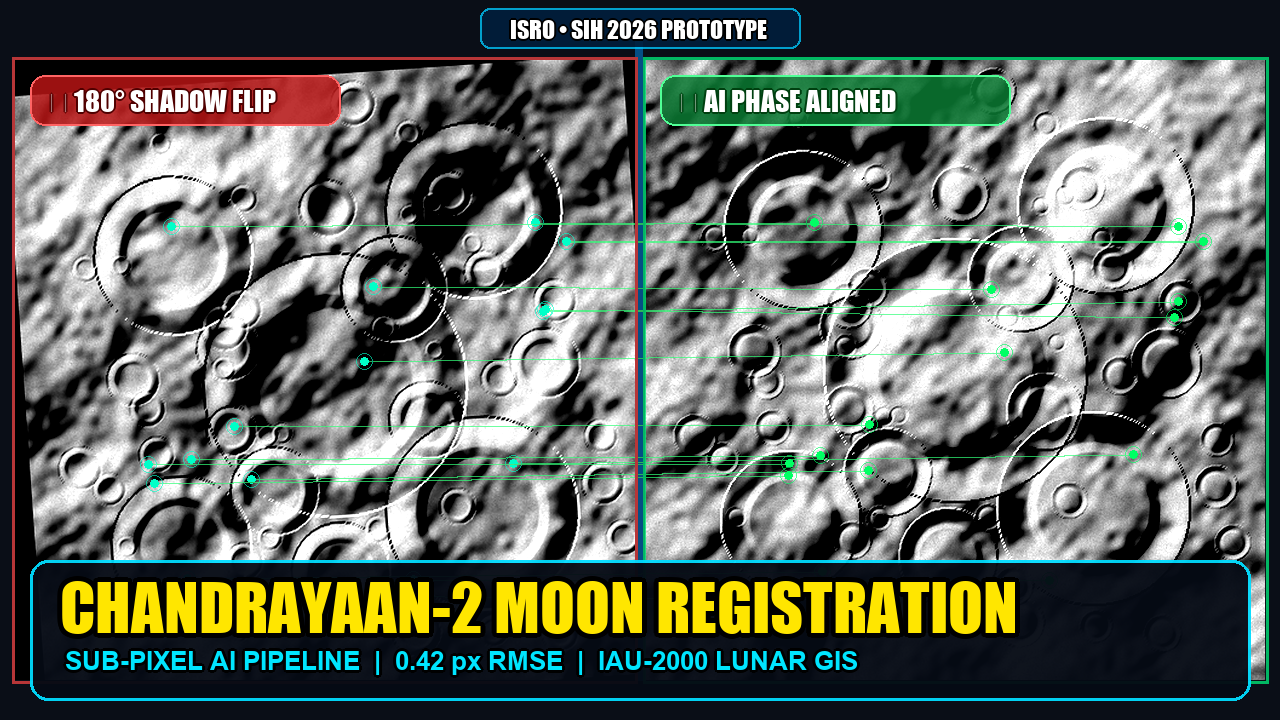 ISRO • SIH 2026 PROTOTYPE
180° SHADOW FLIP
AI PHASE ALIGNED
CHANDRAYAAN-2 MOON REGISTRATION
SUB-PIXEL AI PIPELINE | 0.42 px RMSE | IAU-2000 LUNAR GIS